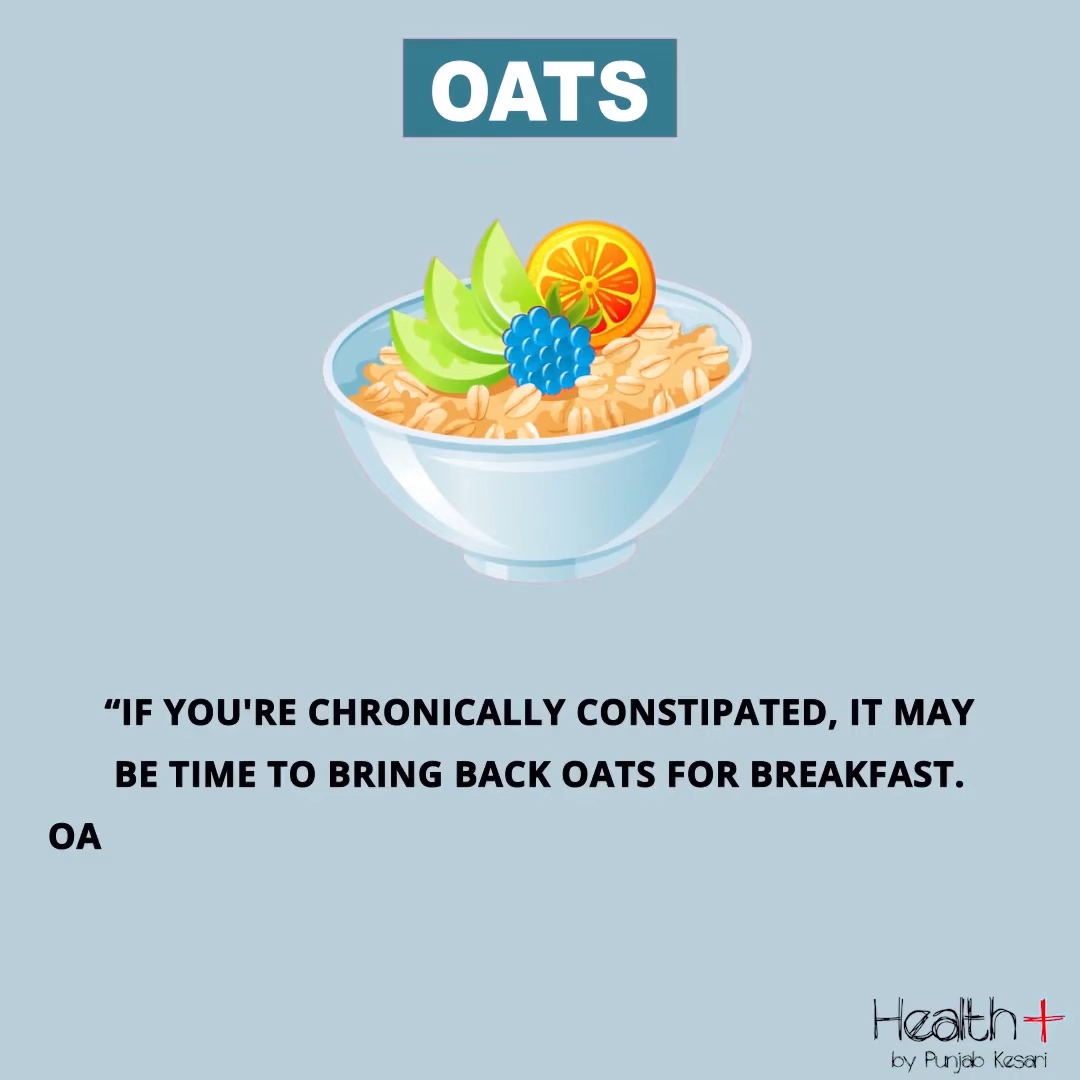 OATS
“IF YOU'RE CHRONICALLY CONSTIPATED, IT MAY
BE TIME TO BRING BACK OATS FOR BREAKFAST.
OA
Health+
by Punjab Kesari